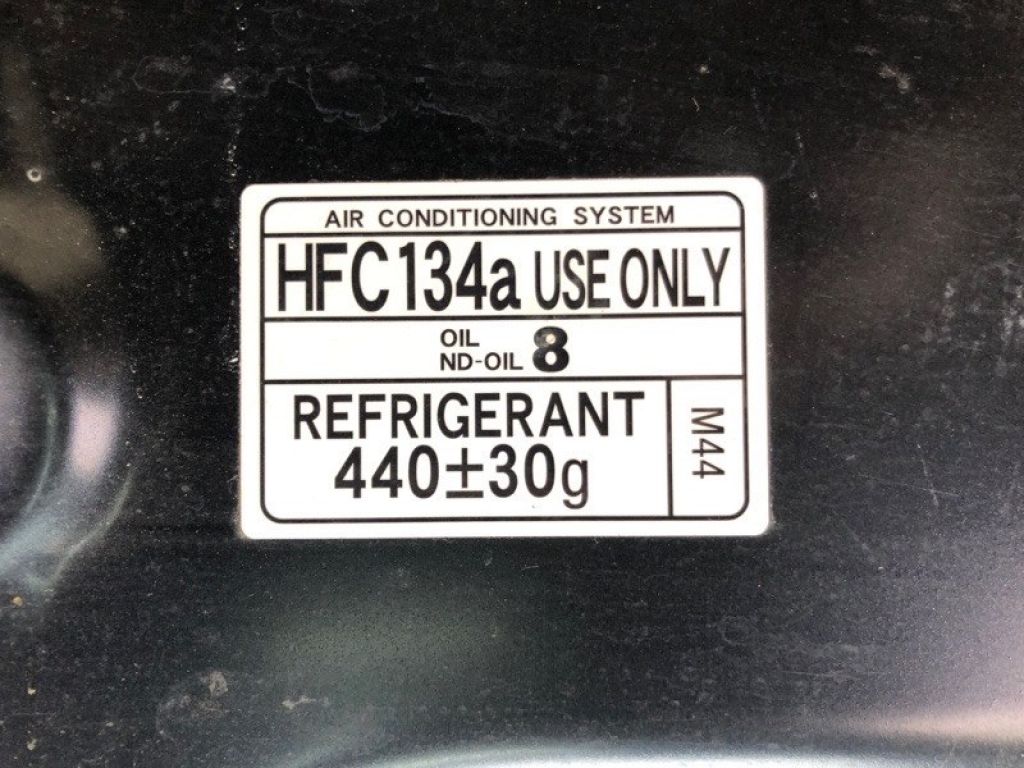 AIR CONDITIONING SYSTEM
HFC134a USE ONLY
OIL
ND-OIL 8
REFRIGERANT
440±30g
M44